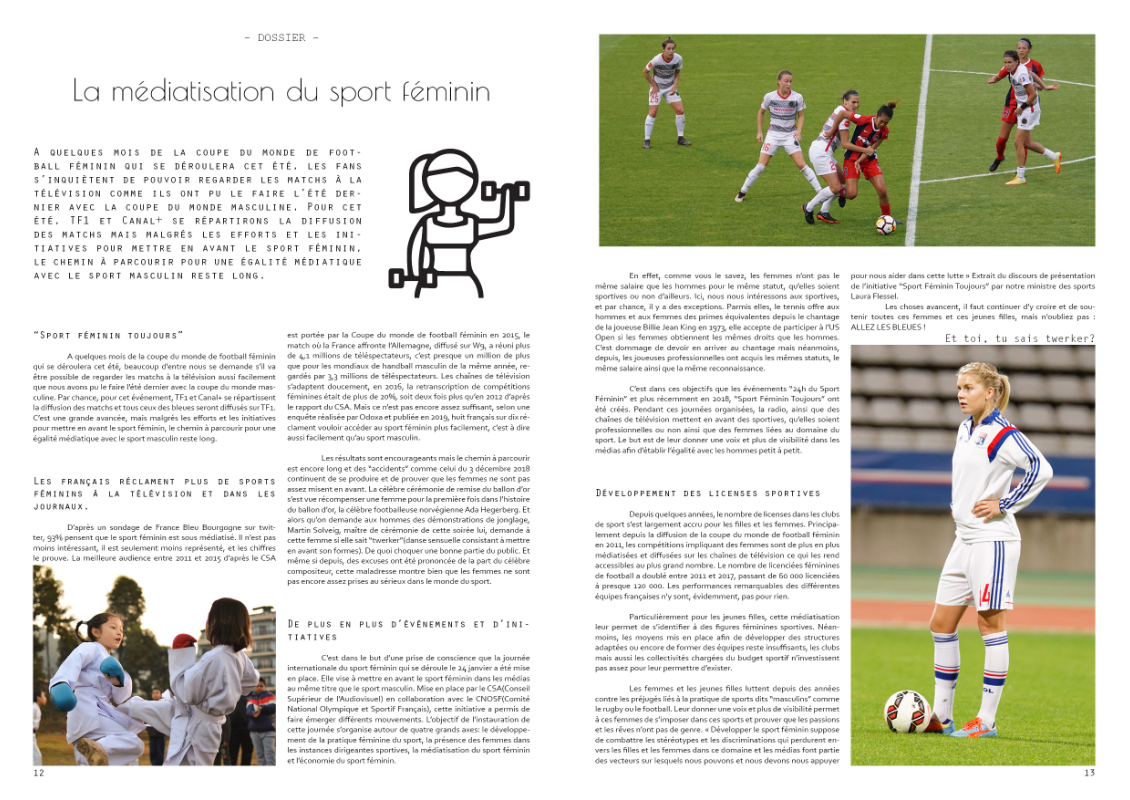 – DOSSIER –
La médiatisation du sport féminin
A quelques mois de la coupe du monde de foot-
ball féminin qui se déroulera cet été, les fans
s'inquiètent de pouvoir regarder les matchs à la
télévision comme ils ont pu le faire l'été der-
nier avec la coupe du monde masculine. Pour cet
été, TF1 et Canal+ se répartirons la diffusion
des matchs mais malgrés les efforts et les ini-
tiatives pour mettre en avant le sport féminin,
le chemin à parcourir pour une égalité médiatique
avec le sport masculin reste long.
“Sport féminin toujours”
A quelques mois de la coupe du monde de football féminin
qui se déroulera cet été, beaucoup d'entre nous se demande s'il va
être possible de regarder les matchs à la télévision aussi facilement
que nous avons pu le faire l'été dernier avec la coupe du monde mas-
culine. Par chance, pour cet événement, TF1 et Canal+ se répartissent
la diffusion des matchs et tous ceux des bleues seront diffusés sur TF1.
C'est une grande avancée, mais malgré les efforts et les initiatives
pour mettre en avant le sport féminin, le chemin à parcourir pour une
égalité médiatique avec le sport masculin reste long.
Les français réclament plus de sports
féminins à la télévision et dans les
journaux.
D'après un sondage de France Bleu Bourgogne sur twit-
ter, 93% pensent que le sport féminin est sous médiatisé. Il n'est pas
moins intéressant, il est seulement moins représenté, et les chiffres
le prouve. La meilleure audience entre 2011 et 2015 d'après le CSA
est portée par la Coupe du monde de football féminin en 2015, le
match où la France affronte l'Allemagne, diffusé sur W9, a réuni plus
de 4,1 millions de téléspectateurs, c'est presque un million de plus
que pour les mondiaux de handball masculin de la même année, re-
gardés par 3,3 millions de téléspectateurs. Les chaînes de télévision
s'adaptent doucement, en 2016, la retranscription de compétitions
féminines était de plus de 20%, soit deux fois plus qu'en 2012 d'après
le rapport du CSA. Mais ce n'est pas encore assez suffisant, selon une
enquête réalisée par Odoxa et publiée en 2019, huit français sur dix ré-
clament vouloir accéder au sport féminin plus facilement, c'est à dire
aussi facilement qu'au sport masculin.
Les résultats sont encourageants mais le chemin à parcourir
est encore long et des “accidents” comme celui du 3 décembre 2018
continuent de se produire et de prouver que les femmes ne sont pas
assez misent en avant. La célèbre cérémonie de remise du ballon d'or
s'est vue récompenser une femme pour la première fois dans l'histoire
du ballon d'or, la célèbre footballeuse norvégienne Ada Hegerberg. Et
alors qu'on demande aux hommes des démonstrations de jonglage,
Martin Solveig, maître de cérémonie de cette soirée lui, demande à
cette femme si elle sait “twerker”(danse sensuelle consistant à mettre
en avant son formes). De quoi choquer une bonne partie du public. Et
même si depuis, des excuses ont été prononcée de la part du célèbre
compositeur, cette maladresse montre bien que les femmes ne sont
pas encore assez prises au sérieux dans le monde du sport.
De plus en plus d'événements et d'ini-
tiatives
C'est dans le but d'une prise de conscience que la journée
internationale du sport féminin qui se déroule le 24 janvier a été mise
en place. Elle vise à mettre en avant le sport féminin dans les médias
au même titre que le sport masculin. Mise en place par le CSA(Conseil
Supérieur de l'Audiovisuel) en collaboration avec le CNOSF(Comité
National Olympique et Sportif Français), cette initiative a permis de
faire émerger différents mouvements. L'objectif de l'instauration de
cette journée s'organise autour de quatre grands axes: le développe-
ment de la pratique féminine du sport, la présence des femmes dans
les instances dirigeantes sportives, la médiatisation du sport féminin
et l'économie du sport féminin.
12
En effet, comme vous le savez, les femmes n'ont pas le
même salaire que les hommes pour le même statut, qu'elles soient
sportives ou non d'ailleurs. Ici, nous nous intéressons aux sportives,
et par chance, il y a des exceptions. Parmi elles, le tennis offre aux
hommes et aux femmes des primes équivalentes depuis le chantage
de la joueuse Billie Jean King en 1973, elle accepte de participer à l'US
Open si les femmes obtiennent les mêmes droits que les hommes.
C'est dommage de devoir en arriver au chantage mais néanmoins,
depuis, les joueuses professionnelles ont acquis les mêmes statuts, le
même salaire ainsi que la même reconnaissance.
C'est dans ces objectifs que les événements “24h du Sport
Féminin” et plus récemment en 2018, “Sport Féminin Toujours” ont
été créés. Pendant ces journées organisées, la radio, ainsi que des
chaînes de télévision mettent en avant des sportives, qu'elles soient
professionnelles ou non ainsi que des femmes liées au domaine du
sport. Le but est de leur donner une voix et plus de visibilité dans les
médias afin d'établir l'égalité avec les hommes petit à petit.
Développement des licenses sportives
Depuis quelques années, le nombre de licenses dans les clubs
de sport s'est largement accru pour les filles et les femmes. Principa-
lement depuis la diffusion de la coupe du monde de football féminin
en 2011, les compétitions impliquant des femmes sont de plus en plus
médiatisées et diffusées sur les chaînes de télévision ce qui les rend
accessibles au plus grand nombre. Le nombre de licenciées féminines
de football a doublé entre 2011 et 2017, passant de 60 000 licenciées
à presque 120 000. Les performances remarquables des différentes
équipes françaises n'y sont, évidemment, pas pour rien.
Particulièrement pour les jeunes filles, cette médiatisation
leur permet de s'identifier à des figures féminines sportives. Néan-
moins, les moyens mis en place afin de développer des structures
adaptées ou encore de former des équipes reste insuffisants, les clubs
mais aussi les collectivités chargées du budget sportif n'investissent
pas assez pour leur permettre d'exister.
Les femmes et les jeunes filles luttent depuis des années
contre les préjugés liés à la pratique de sports dits “masculins” comme
le rugby ou le football. Leur donner une voix et plus de visibilité permet
à ces femmes de s'imposer dans ces sports et prouver que les passions
et les rêves n'ont pas de genre. « Développer le sport féminin suppose
de combattre les stéréotypes et les discriminations qui perdurent en-
vers les filles et les femmes dans ce domaine et les médias font partie
des vecteurs sur lesquels nous pouvons et nous devons nous appuyer
pour nous aider dans cette lutte » Extrait du discours de présentation
de l'initiative “Sport Féminin Toujours” par notre ministre des sports
Laura Flessel.
Les choses avancent, il faut continuer d'y croire et de sou-
tenir toutes ces femmes et ces jeunes filles, mais n'oubliez pas :
ALLEZ LES BLEUES !
Et toi, tu sais twerker?
4
13